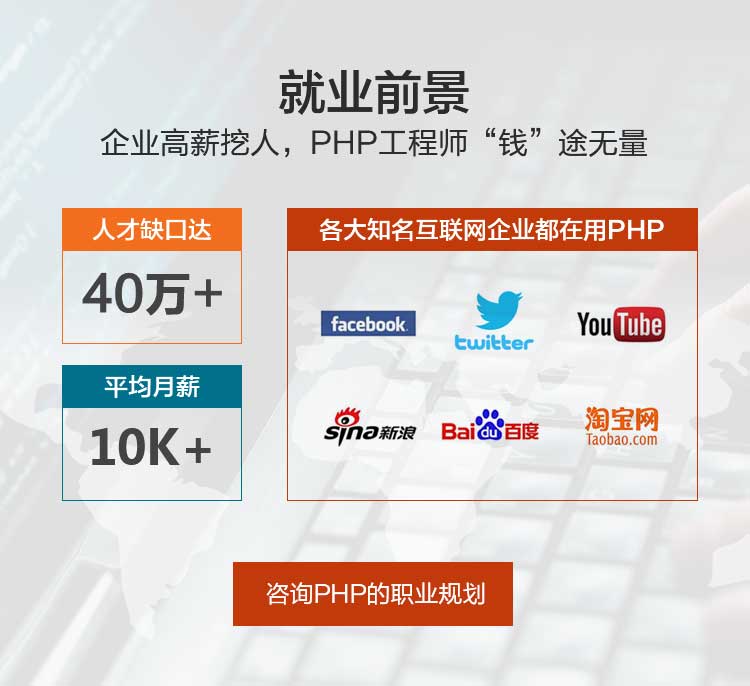 就业前景
企业高薪挖人，PHP工程师“钱”途无量
人才缺口达
40万+
平均月薪
10K+
各大知名互联网企业都在用PHP
facebook
twitter
YouTube
sina新浪
Baidu百度
淘宝网
Taobao.com
咨询PHP的职业规划